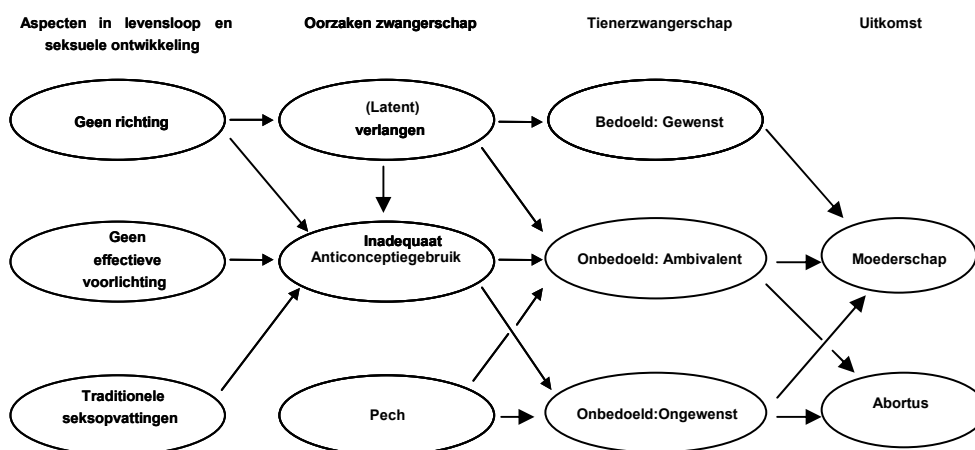 Aspecten in levensloop en
seksuele ontwikkeling
Oorzaken zwangerschap
Tienerzwangerschap
Uitkomst
Geen richting
(Latent)
verlangen
Bedoeld: Gewenst
Geen
effectieve
voorlichting
Inadequaat
Anticonceptiegebruik
Onbedoeld: Ambivalent
Moederschap
Traditionele
seksopvattingen
Pech
Onbedoeld:Ongewenst
Abortus